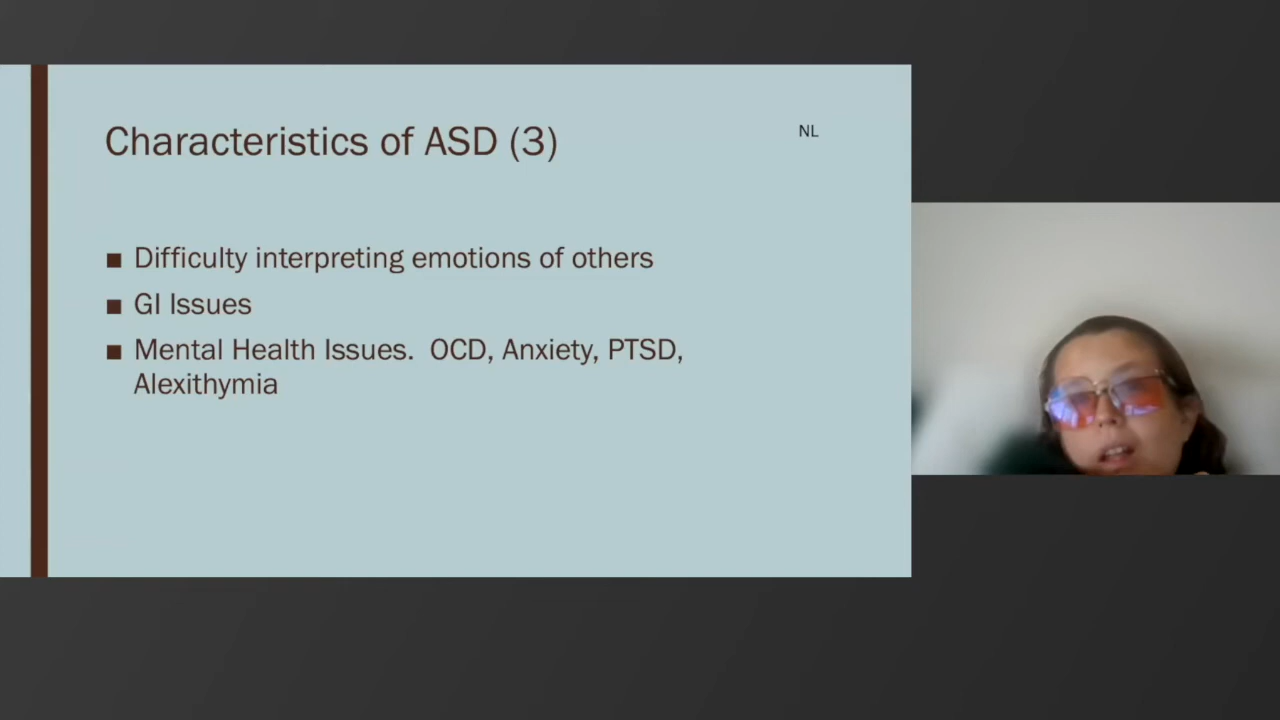 Characteristics of ASD (3)
NL
■ Difficulty interpreting emotions of others
■ GI Issues
■ Mental Health Issues.  OCD, Anxiety, PTSD,
Alexithymia